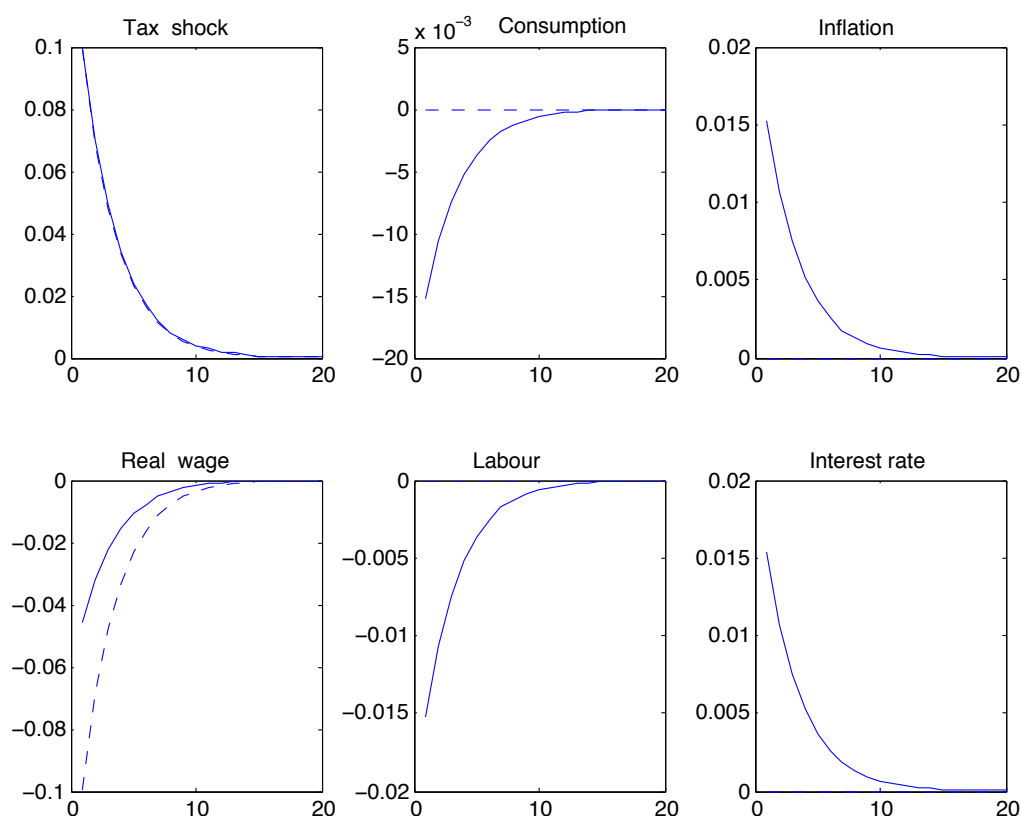 Tax shock
0.1
0.08
0.06
0.04
0.02
0
0 10 20
x 10^−3 Consumption
5
0
−5
−10
−15
−20
0 10 20
Inflation
0.02
0.015
0.01
0.005
0
0 10 20
Real wage
0
−0.02
−0.04
−0.06
−0.08
−0.1
0 10 20
Labour
0
−0.005
−0.01
−0.015
−0.02
0 10 20
Interest rate
0.02
0.015
0.01
0.005
0
0 10 20